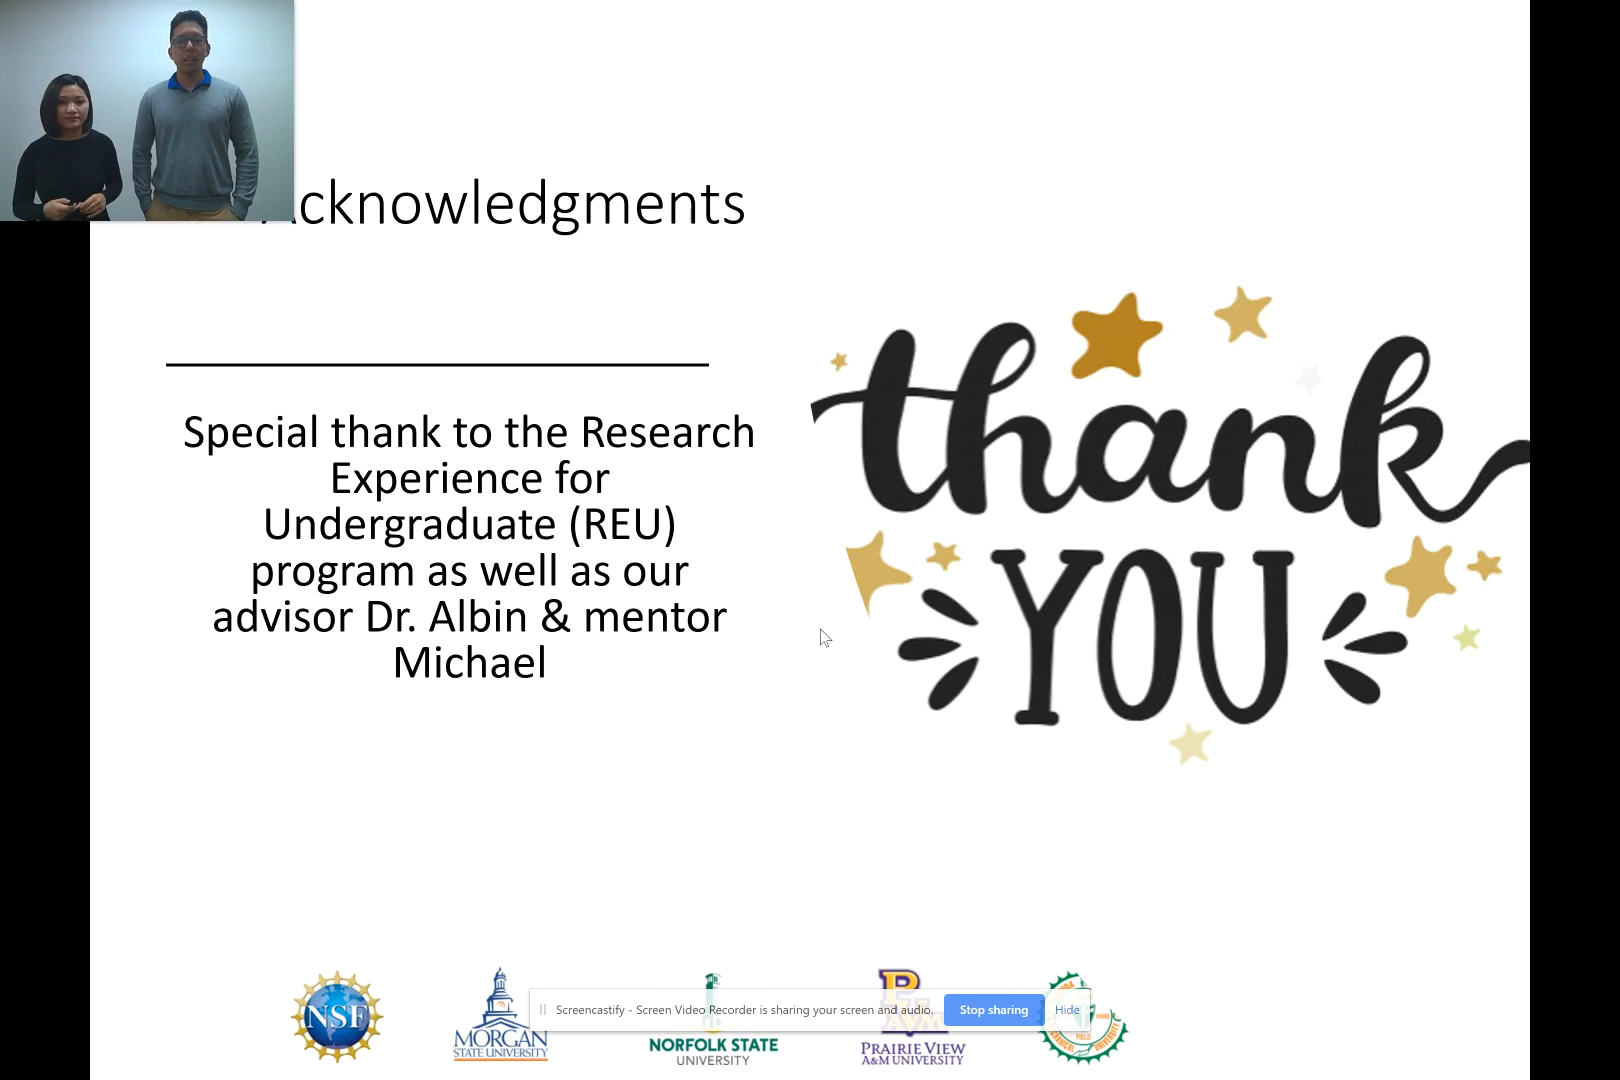 cknowledgments
Special thank to the Research
Experience for
Undergraduate (REU)
program as well as our
advisor Dr. Albin & mentor
Michael
thank
YOU
NSF
MORGAN
STATE UNIVERSITY
NORFOLK STATE
UNIVERSITY
PRAIRIE VIEW
A&M UNIVERSITY
FIELD
UNIVERSITY
Screencastify - Screen Video Recorder is sharing your screen and audio.
Stop sharing
Hide